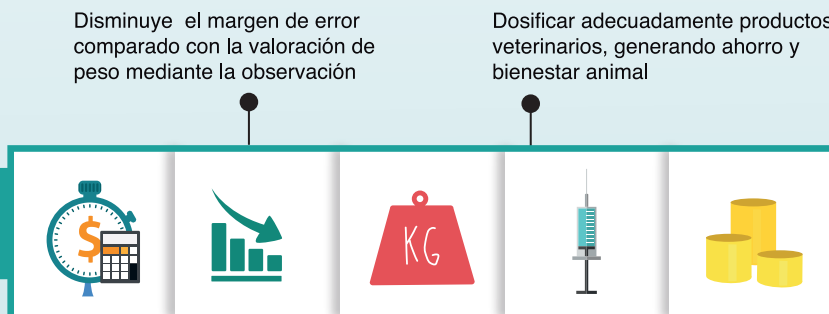 Disminuye el margen de error
comparado con la valoración de
peso mediante la observación
Dosificar adecuadamente productos
veterinarios, generando ahorro y
bienestar animal
$
KG